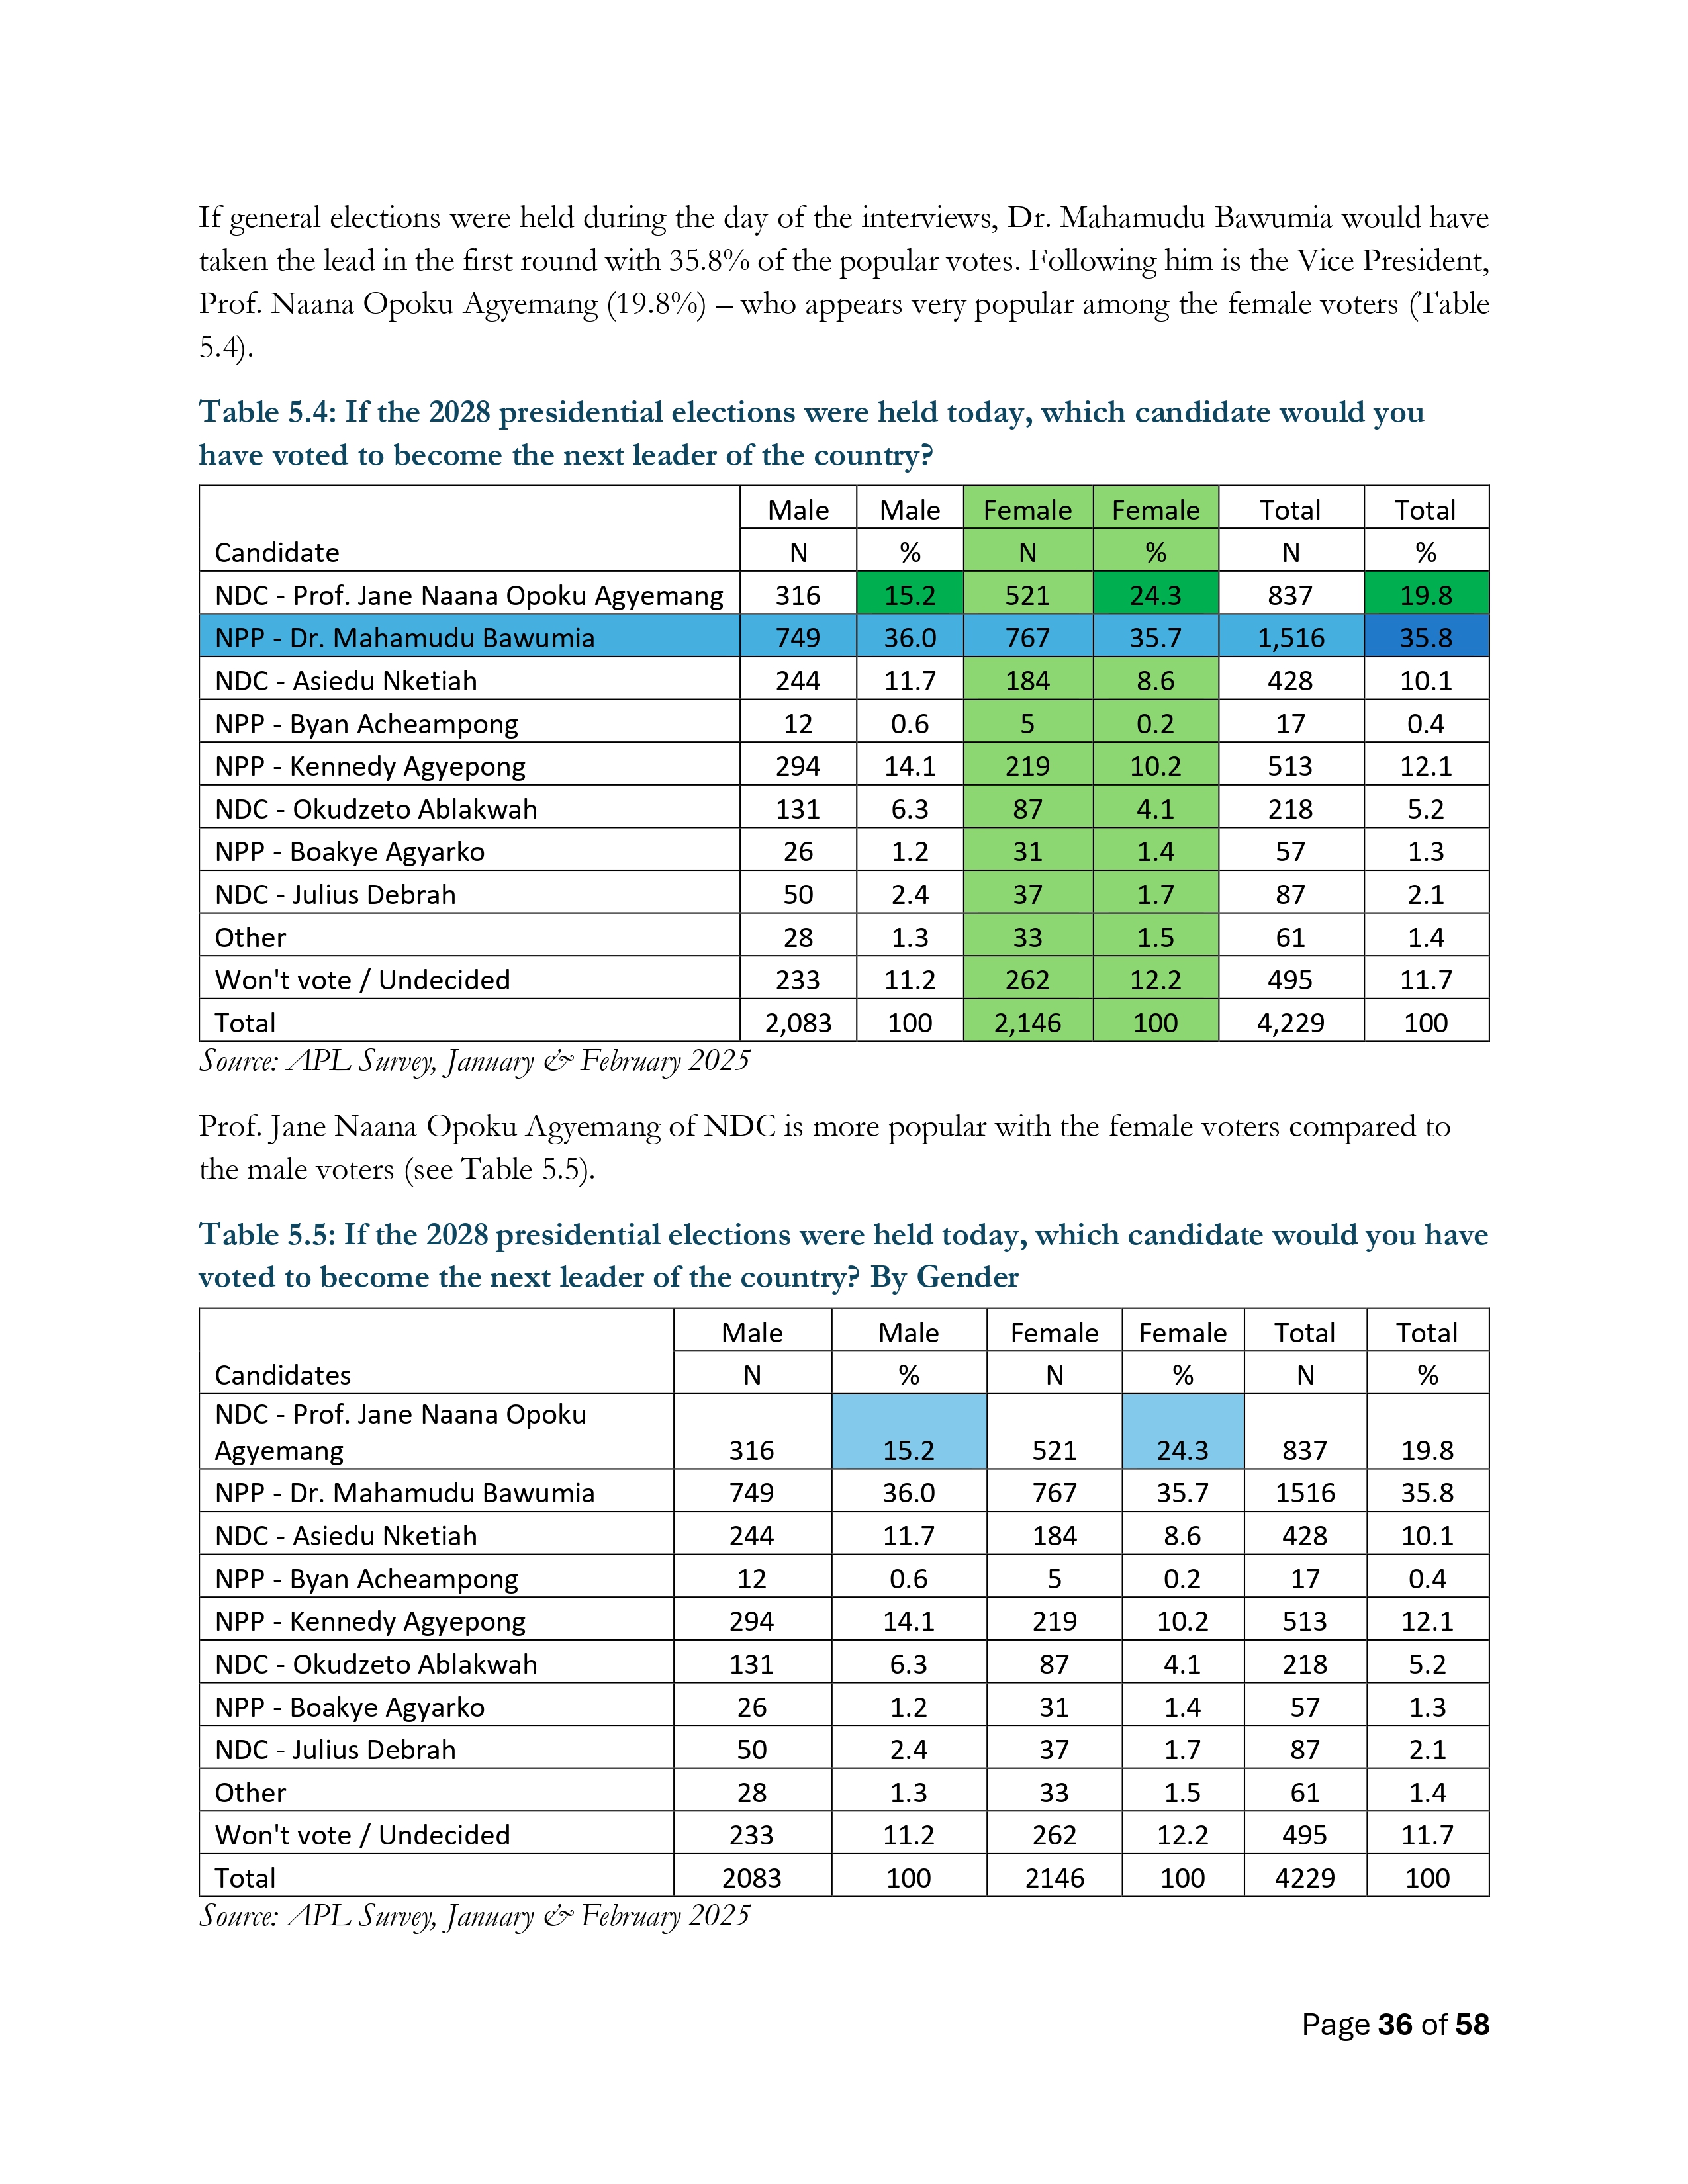 If general elections were held during the day of the interviews, Dr. Mahamudu Bawumia would have
taken the lead in the first round with 35.8% of the popular votes. Following him is the Vice President,
Prof. Naana Opoku Agyemang (19.8%) – who appears very popular among the female voters (Table
5.4).
Table 5.4: If the 2028 presidential elections were held today, which candidate would you
have voted to become the next leader of the country?
Male Male Female Female Total Total
Candidate N % N % N %
NDC - Prof. Jane Naana Opoku Agyemang 316 15.2 521 24.3 837 19.8
NPP - Dr. Mahamudu Bawumia 749 36.0 767 35.7 1,516 35.8
NDC - Asiedu Nketiah 244 11.7 184 8.6 428 10.1
NPP - Byan Acheampong 12 0.6 5 0.2 17 0.4
NPP - Kennedy Agyepong 294 14.1 219 10.2 513 12.1
NDC - Okudzeto Ablakwah 131 6.3 87 4.1 218 5.2
NPP - Boakye Agyarko 26 1.2 31 1.4 57 1.3
NDC - Julius Debrah 50 2.4 37 1.7 87 2.1
Other 28 1.3 33 1.5 61 1.4
Won't vote / Undecided 233 11.2 262 12.2 495 11.7
Total 2,083 100 2,146 100 4,229 100
Source: APL Survey, January & February 2025
Prof. Jane Naana Opoku Agyemang of NDC is more popular with the female voters compared to
the male voters (see Table 5.5).
Table 5.5: If the 2028 presidential elections were held today, which candidate would you have
voted to become the next leader of the country? By Gender
Male Male Female Female Total Total
Candidates N % N % N %
NDC - Prof. Jane Naana Opoku
Agyemang 316 15.2 521 24.3 837 19.8
NPP - Dr. Mahamudu Bawumia 749 36.0 767 35.7 1516 35.8
NDC - Asiedu Nketiah 244 11.7 184 8.6 428 10.1
NPP - Byan Acheampong 12 0.6 5 0.2 17 0.4
NPP - Kennedy Agyepong 294 14.1 219 10.2 513 12.1
NDC - Okudzeto Ablakwah 131 6.3 87 4.1 218 5.2
NPP - Boakye Agyarko 26 1.2 31 1.4 57 1.3
NDC - Julius Debrah 50 2.4 37 1.7 87 2.1
Other 28 1.3 33 1.5 61 1.4
Won't vote / Undecided 233 11.2 262 12.2 495 11.7
Total 2083 100 2146 100 4229 100
Source: APL Survey, January & February 2025
Page 36 of 58